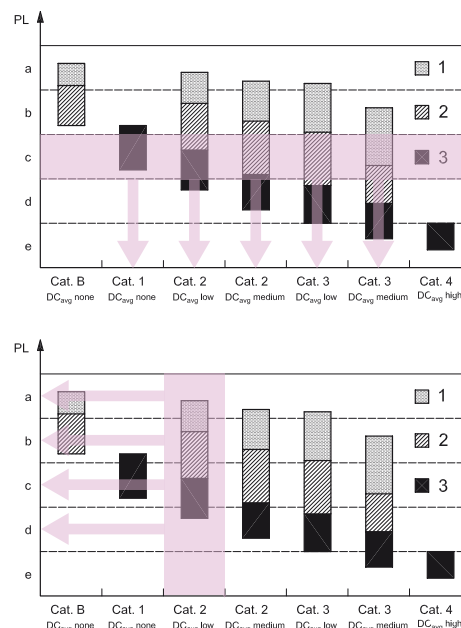 PL
a
1
b
2
c
3
d
e
Cat. B Cat. 1 Cat. 2 Cat. 2 Cat. 3 Cat. 3 Cat. 4
DCavg none DCavg none DCavg low DCavg medium DCavg low DCavg medium DCavg high
PL
a
1
b
2
c
3
d
e
Cat. B Cat. 1 Cat. 2 Cat. 2 Cat. 3 Cat. 3 Cat. 4
DCavg none DCavg none DCavg low DCavg medium DCavg low DCavg medium DCavg high